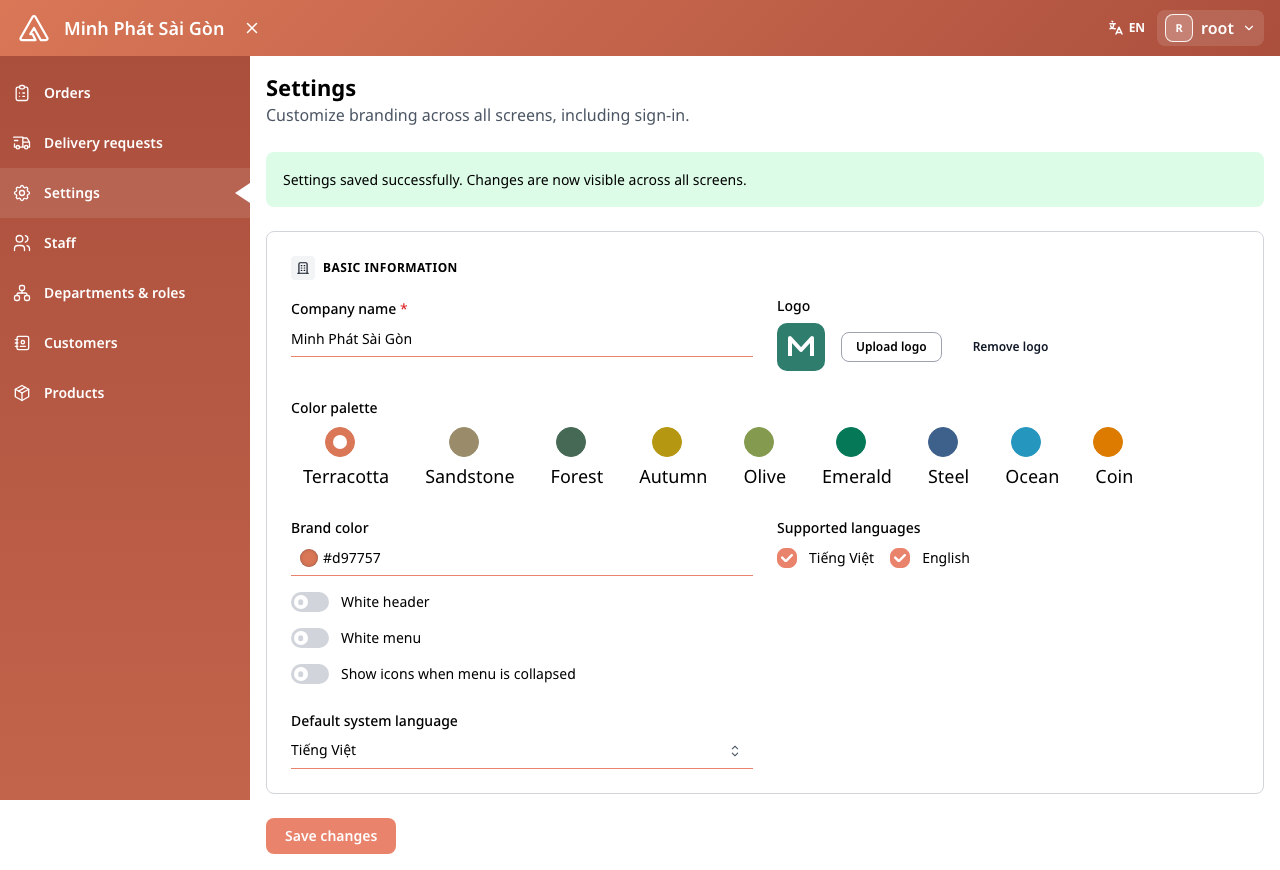 Minh Phát Sài Gòn
EN
R
root
Orders
Delivery requests
Settings
Staff
Departments & roles
Customers
Products
Settings
Customize branding across all screens, including sign-in.
Settings saved successfully. Changes are now visible across all screens.
BASIC INFORMATION
Company name *
Minh Phát Sài Gòn
Logo
M
Upload logo
Remove logo
Color palette
Terracotta
Sandstone
Forest
Autumn
Olive
Emerald
Steel
Ocean
Coin
Brand color
#d97757
Supported languages
Tiếng Việt
English
White header
White menu
Show icons when menu is collapsed
Default system language
Tiếng Việt
Save changes